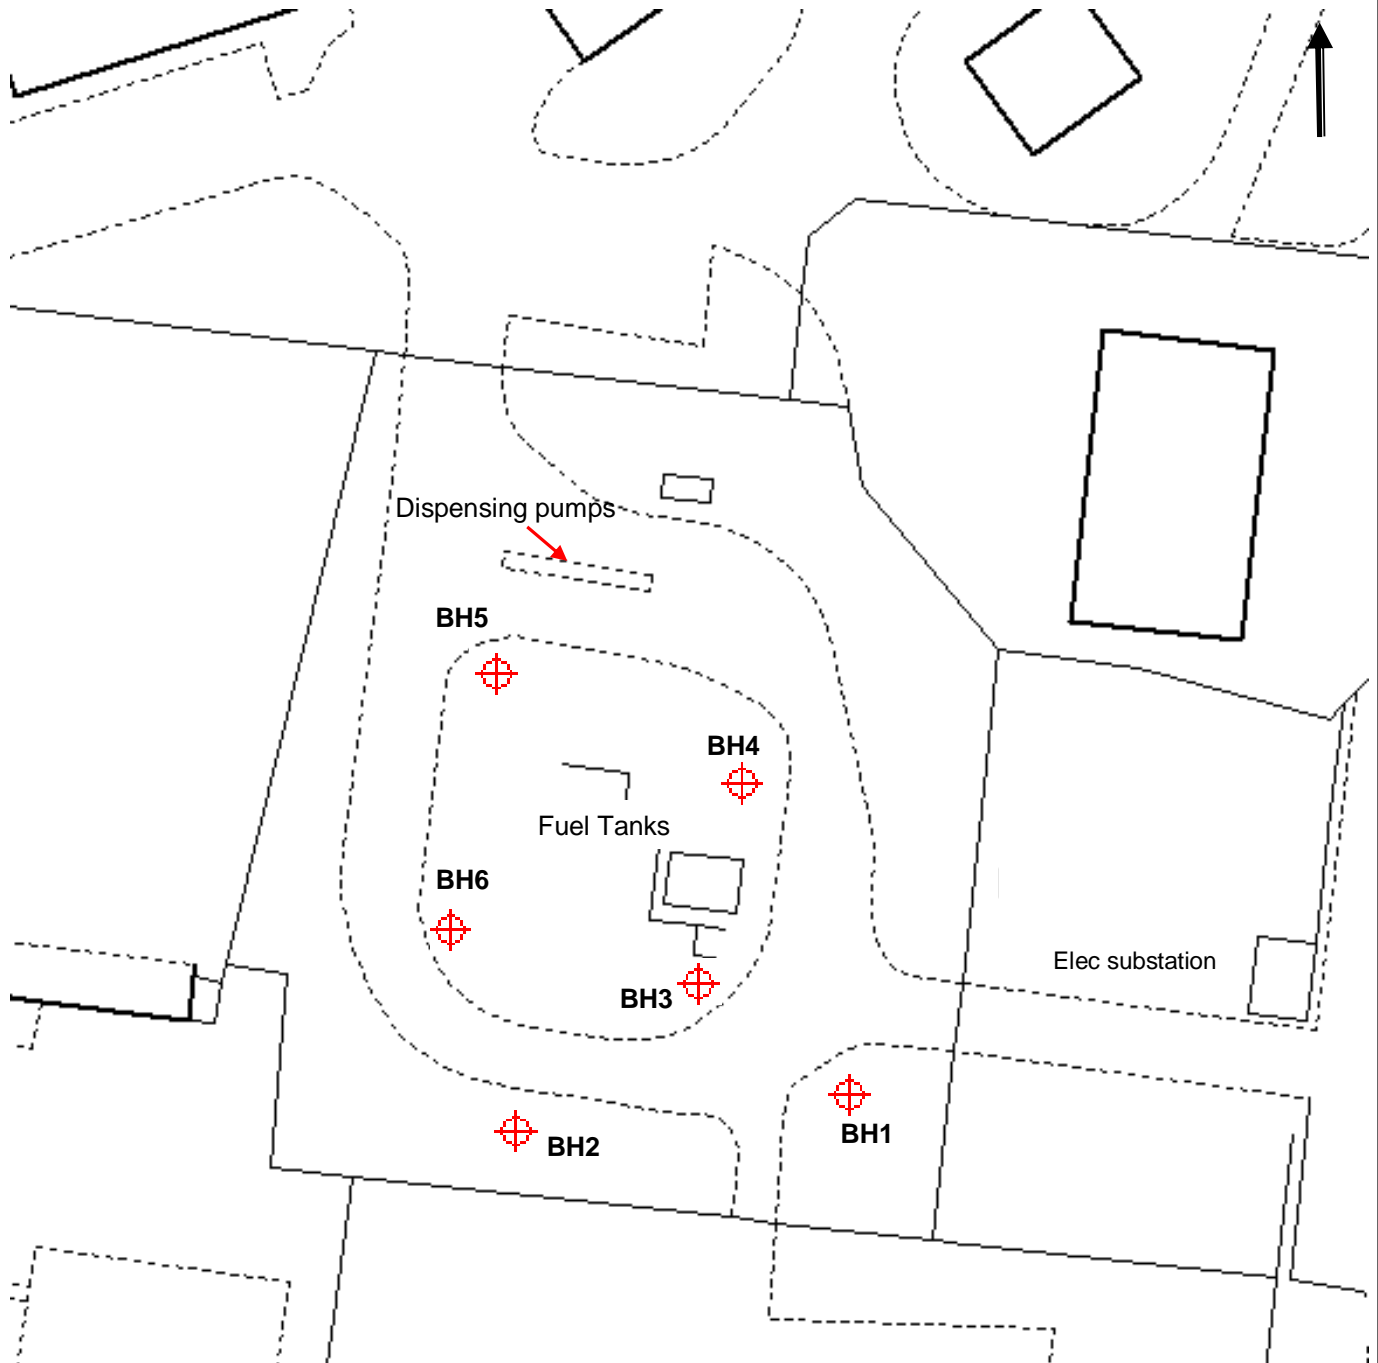 Dispensing pumps
BH5
BH4
Fuel Tanks
BH6
Elec substation
BH3
BH1
BH2